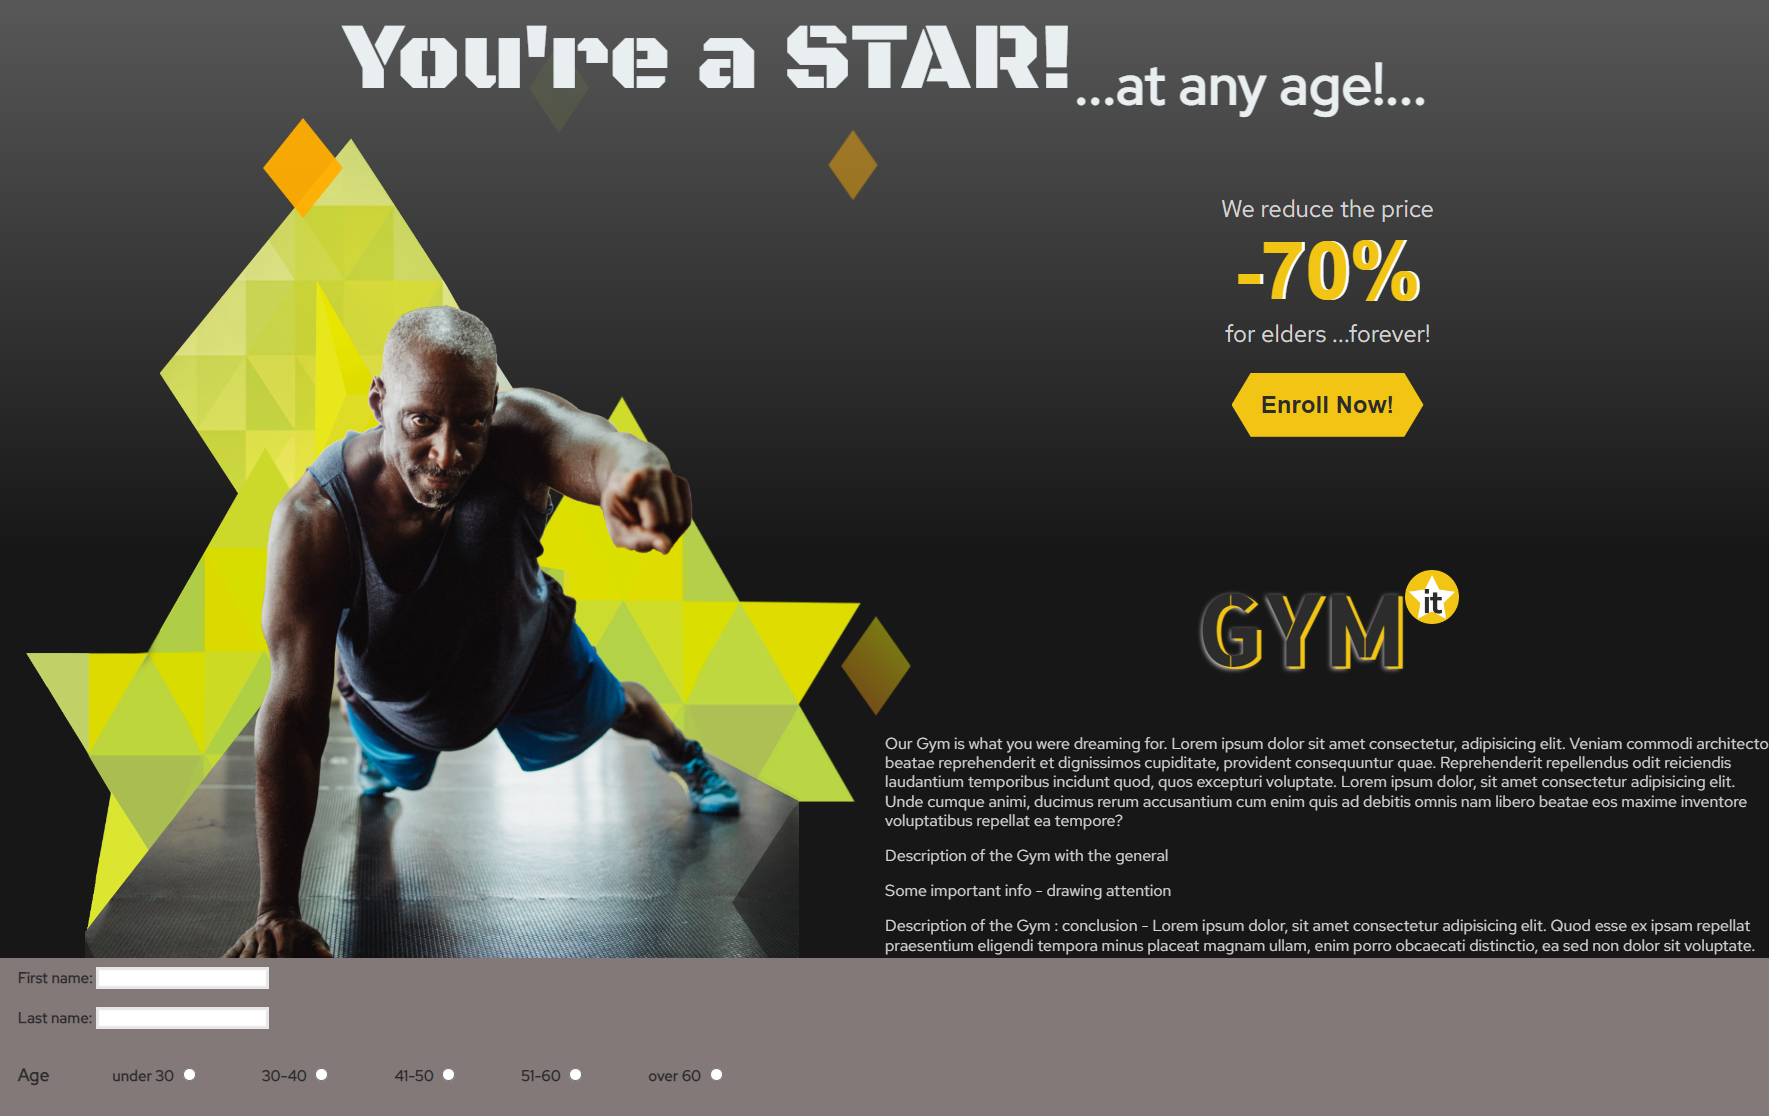 You're a STAR! ...at any age!...
We reduce the price
-70%
for elders ...forever!
Enroll Now!
GYM it
Our Gym is what you were dreaming for. Lorem ipsum dolor sit amet consectetur, adipisicing elit. Veniam commodi architecto
beatae reprehenderit et dignissimos cupiditate, provident consequuntur quae. Reprehenderit repellendus odit reiciendis
laudantium temporibus incidunt quod, quos excepturi voluptate. Lorem ipsum dolor, sit amet consectetur adipisicing elit.
Unde cumque animi, ducimus rerum accusantium cum enim quis ad debitis omnis nam libero beatae eos maxime inventore
voluptatibus repellat ea tempore?
Description of the Gym with the general
Some important info - drawing attention
Description of the Gym : conclusion - Lorem ipsum dolor, sit amet consectetur adipisicing elit. Quod esse ex ipsam repellat
praesentium eligendi tempora minus placeat magnam ullam, enim porro obcaecati distinctio, ea sed non dolor sit voluptate.
First name:
Last name:
Age under 30 30-40 41-50 51-60 over 60